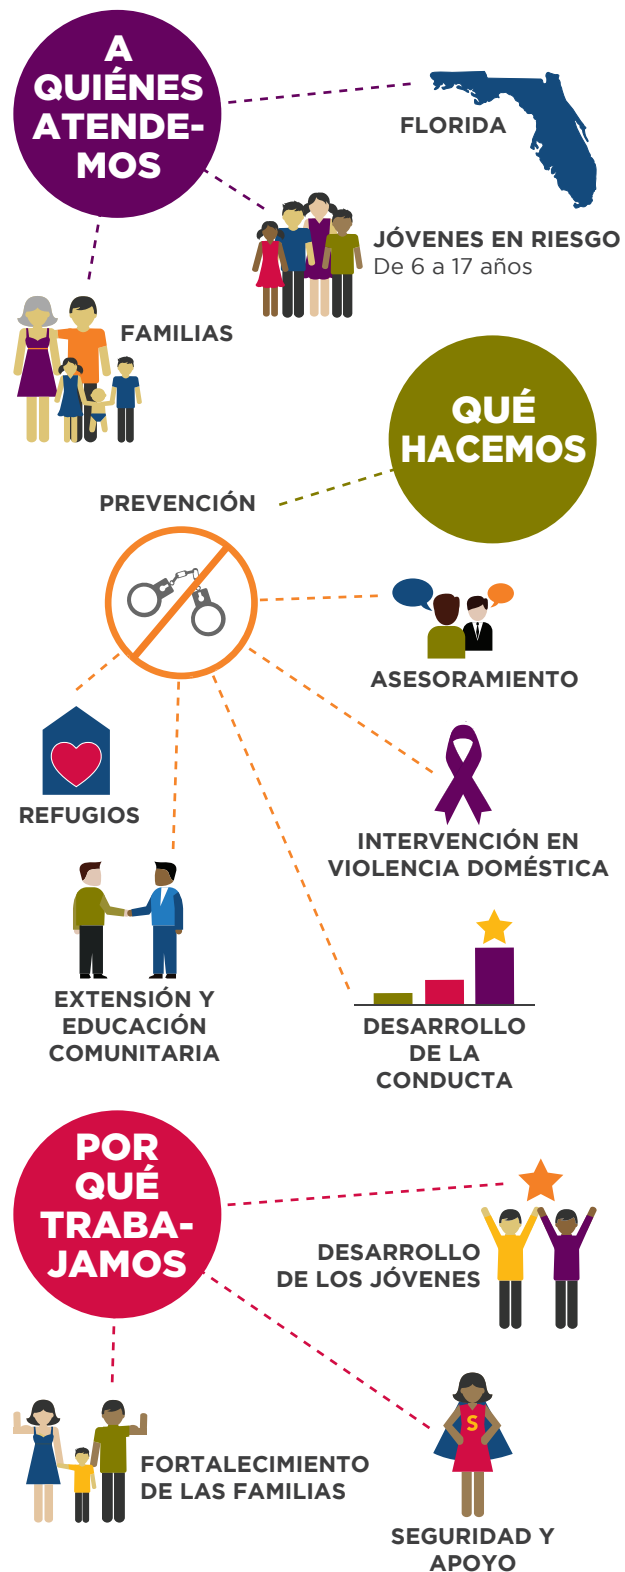 A
QUIÉNES
ATENDE-
MOS
FLORIDA
JÓVENES EN RIESGO
De 6 a 17 años
FAMILIAS
QUÉ
HACEMOS
PREVENCIÓN
ASESORAMIENTO
REFUGIOS
INTERVENCIÓN EN
VIOLENCIA DOMÉSTICA
EXTENSIÓN Y
EDUCACIÓN
COMUNITARIA
DESARROLLO
DE LA
CONDUCTA
POR
QUÉ
TRABA-
JAMOS
DESARROLLO
DE LOS JÓVENES
S
FORTALECIMIENTO
DE LAS FAMILIAS
SEGURIDAD Y
APOYO